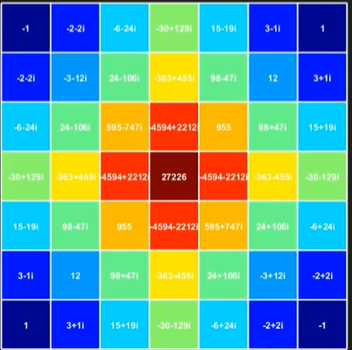 -1 -2-2i -6-24i -30+129i 15-19i 3-1i 1
-2-2i -3-12i 24-106i -363+455i 98-47i 12 3+1i
-6-24i 24-106i 595-747i -4594+2212i 955 98+47i 15+19i
-30+129i -363+455i -4594+2212i 27226 -4594-2212i -363-455i -30-129i
15-19i 98-47i 955 -4594-2212i 595+747i 24+106i -6+24i
3-1i 12 98+47i -363-455i 24+106i -3+12i -2+2i
1 3+1i 15+19i -30-129i -6+24i -2+2i -1